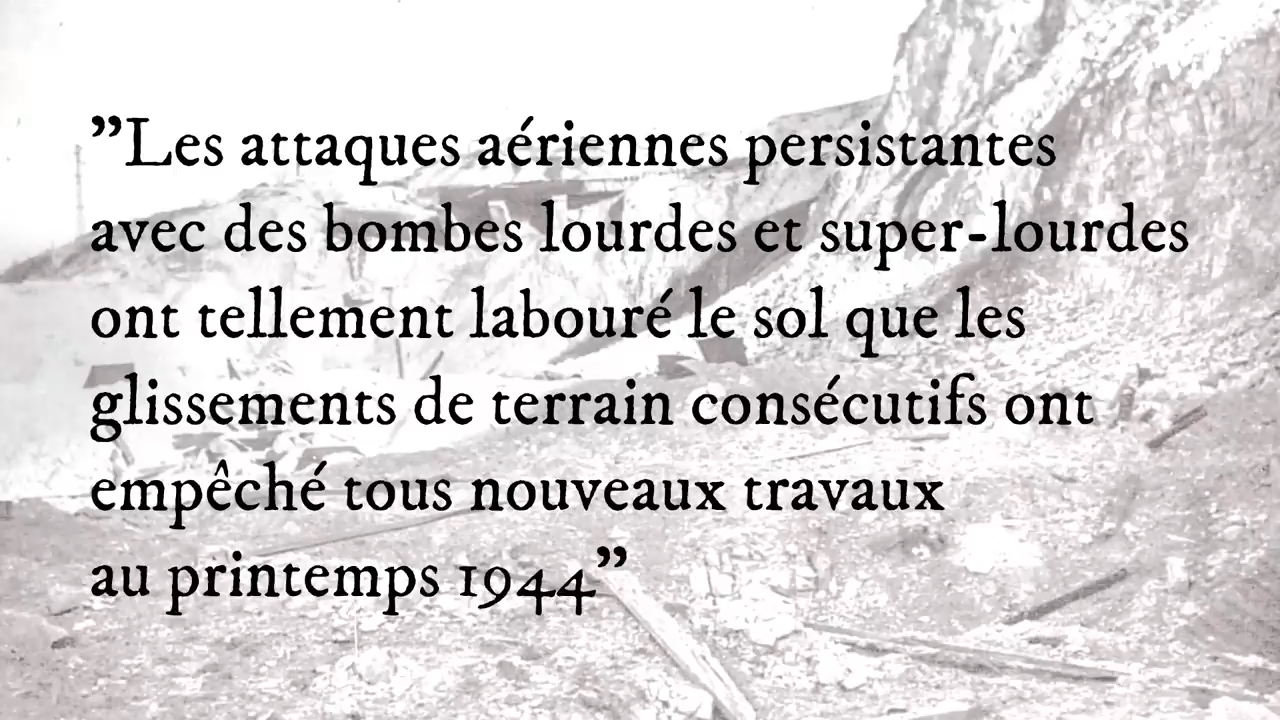 ”Les attaques aériennes persistantes
avec des bombes lourdes et super-lourdes
ont tellement labouré le sol que les
glissements de terrain consécutifs ont
empêché tous nouveaux travaux
au printemps 1944”